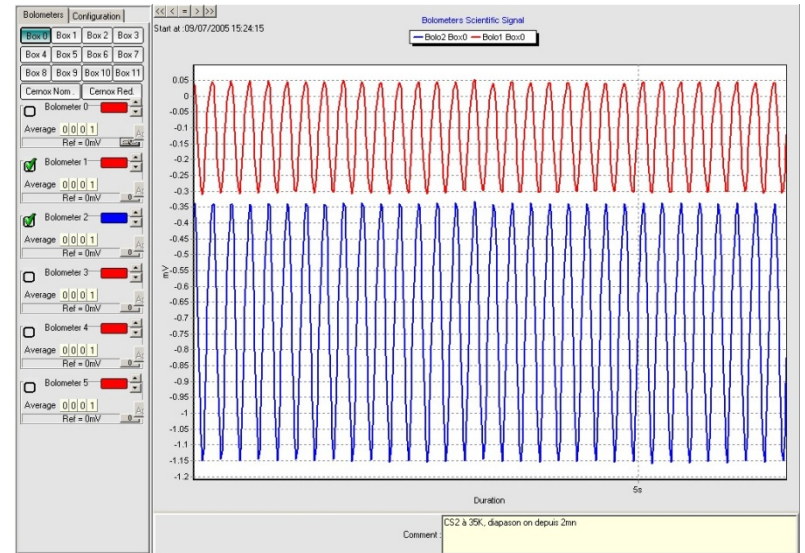 Bolometers Configuration
Box 0 Box 1 Box 2 Box 3
Box 4 Box 5 Box 6 Box 7
Box 8 Box 9 Box 10 Box 11
Cernox Nom. Cernox Red.
Bolometer 0
Average 0 0 0 1
Ref = 0mV
Bolometer 1
Average 0 0 0 1
Ref = 0mV
Bolometer 2
Average 0 0 0 1
Ref = 0mV
Bolometer 3
Average 0 0 0 1
Ref = 0mV
Bolometer 4
Average 0 0 0 1
Ref = 0mV
Bolometer 5
Average 0 0 0 1
Ref = 0mV
<< < = > >>
Start at :09/07/2005 15:24:15
Bolometers Scientific Signal
Bolo2 Box0 Bolo1 Box0
0.05
0
-0.05
-0.1
-0.15
-0.2
-0.25
-0.3
-0.35
-0.4
-0.45
-0.5
-0.55
-0.6
-0.65
-0.7
-0.75
-0.8
-0.85
-0.9
-0.95
-1
-1.05
-1.1
-1.15
-1.2
mV
5s
Duration
Comment :
CS2 à 35K, diapason on depuis 2mn